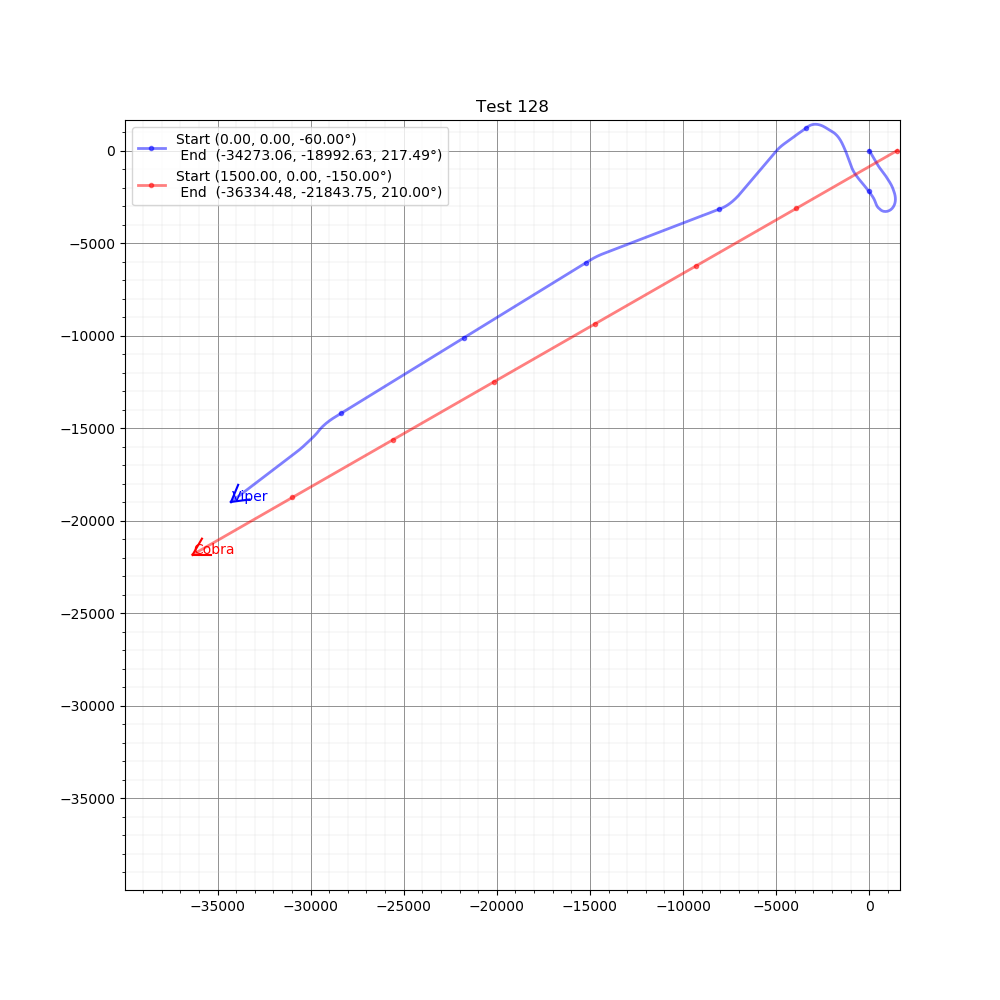 Test 128
Start (0.00, 0.00, -60.00°)
End (-34273.06, -18992.63, 217.49°)
Start (1500.00, 0.00, -150.00°)
End (-36334.48, -21843.75, 210.00°)
0
−5000
−10000
−15000
−20000
−25000
−30000
−35000
Viper
Cobra
−35000 −30000 −25000 −20000 −15000 −10000 −5000 0